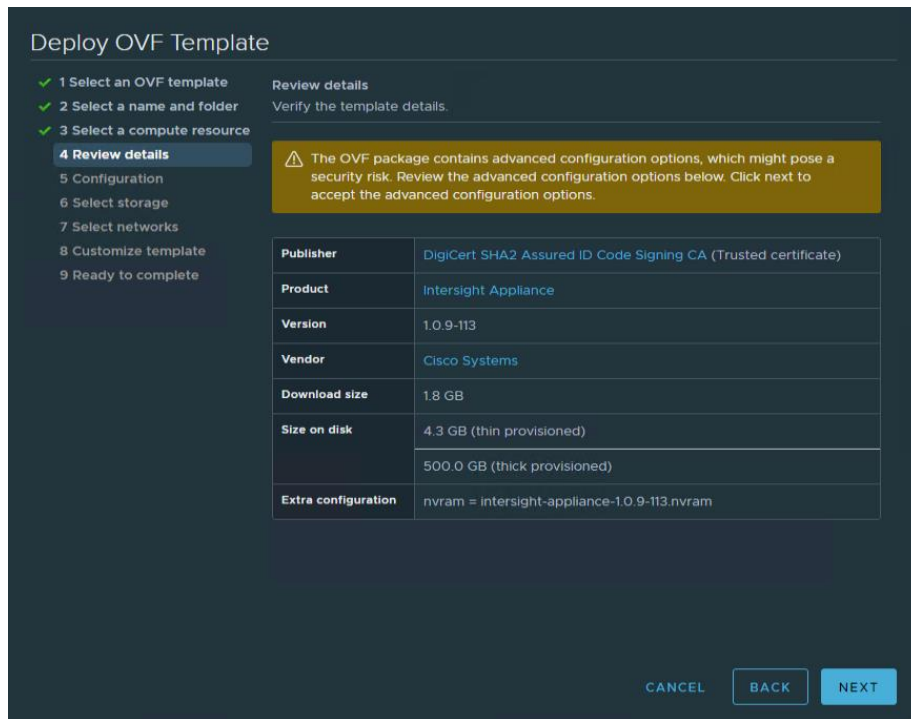 Deploy OVF Template
1 Select an OVF template
2 Select a name and folder
3 Select a compute resource
4 Review details
5 Configuration
6 Select storage
7 Select networks
8 Customize template
9 Ready to complete
Review details
Verify the template details.
The OVF package contains advanced configuration options, which might pose a
security risk. Review the advanced configuration options below. Click next to
accept the advanced configuration options.
Publisher DigiCert SHA2 Assured ID Code Signing CA (Trusted certificate)
Product Intersight Appliance
Version 1.0.9-113
Vendor Cisco Systems
Download size 1.8 GB
Size on disk 4.3 GB (thin provisioned)
500.0 GB (thick provisioned)
Extra configuration nvram = intersight-appliance-1.0.9-113.nvram
CANCEL BACK NEXT